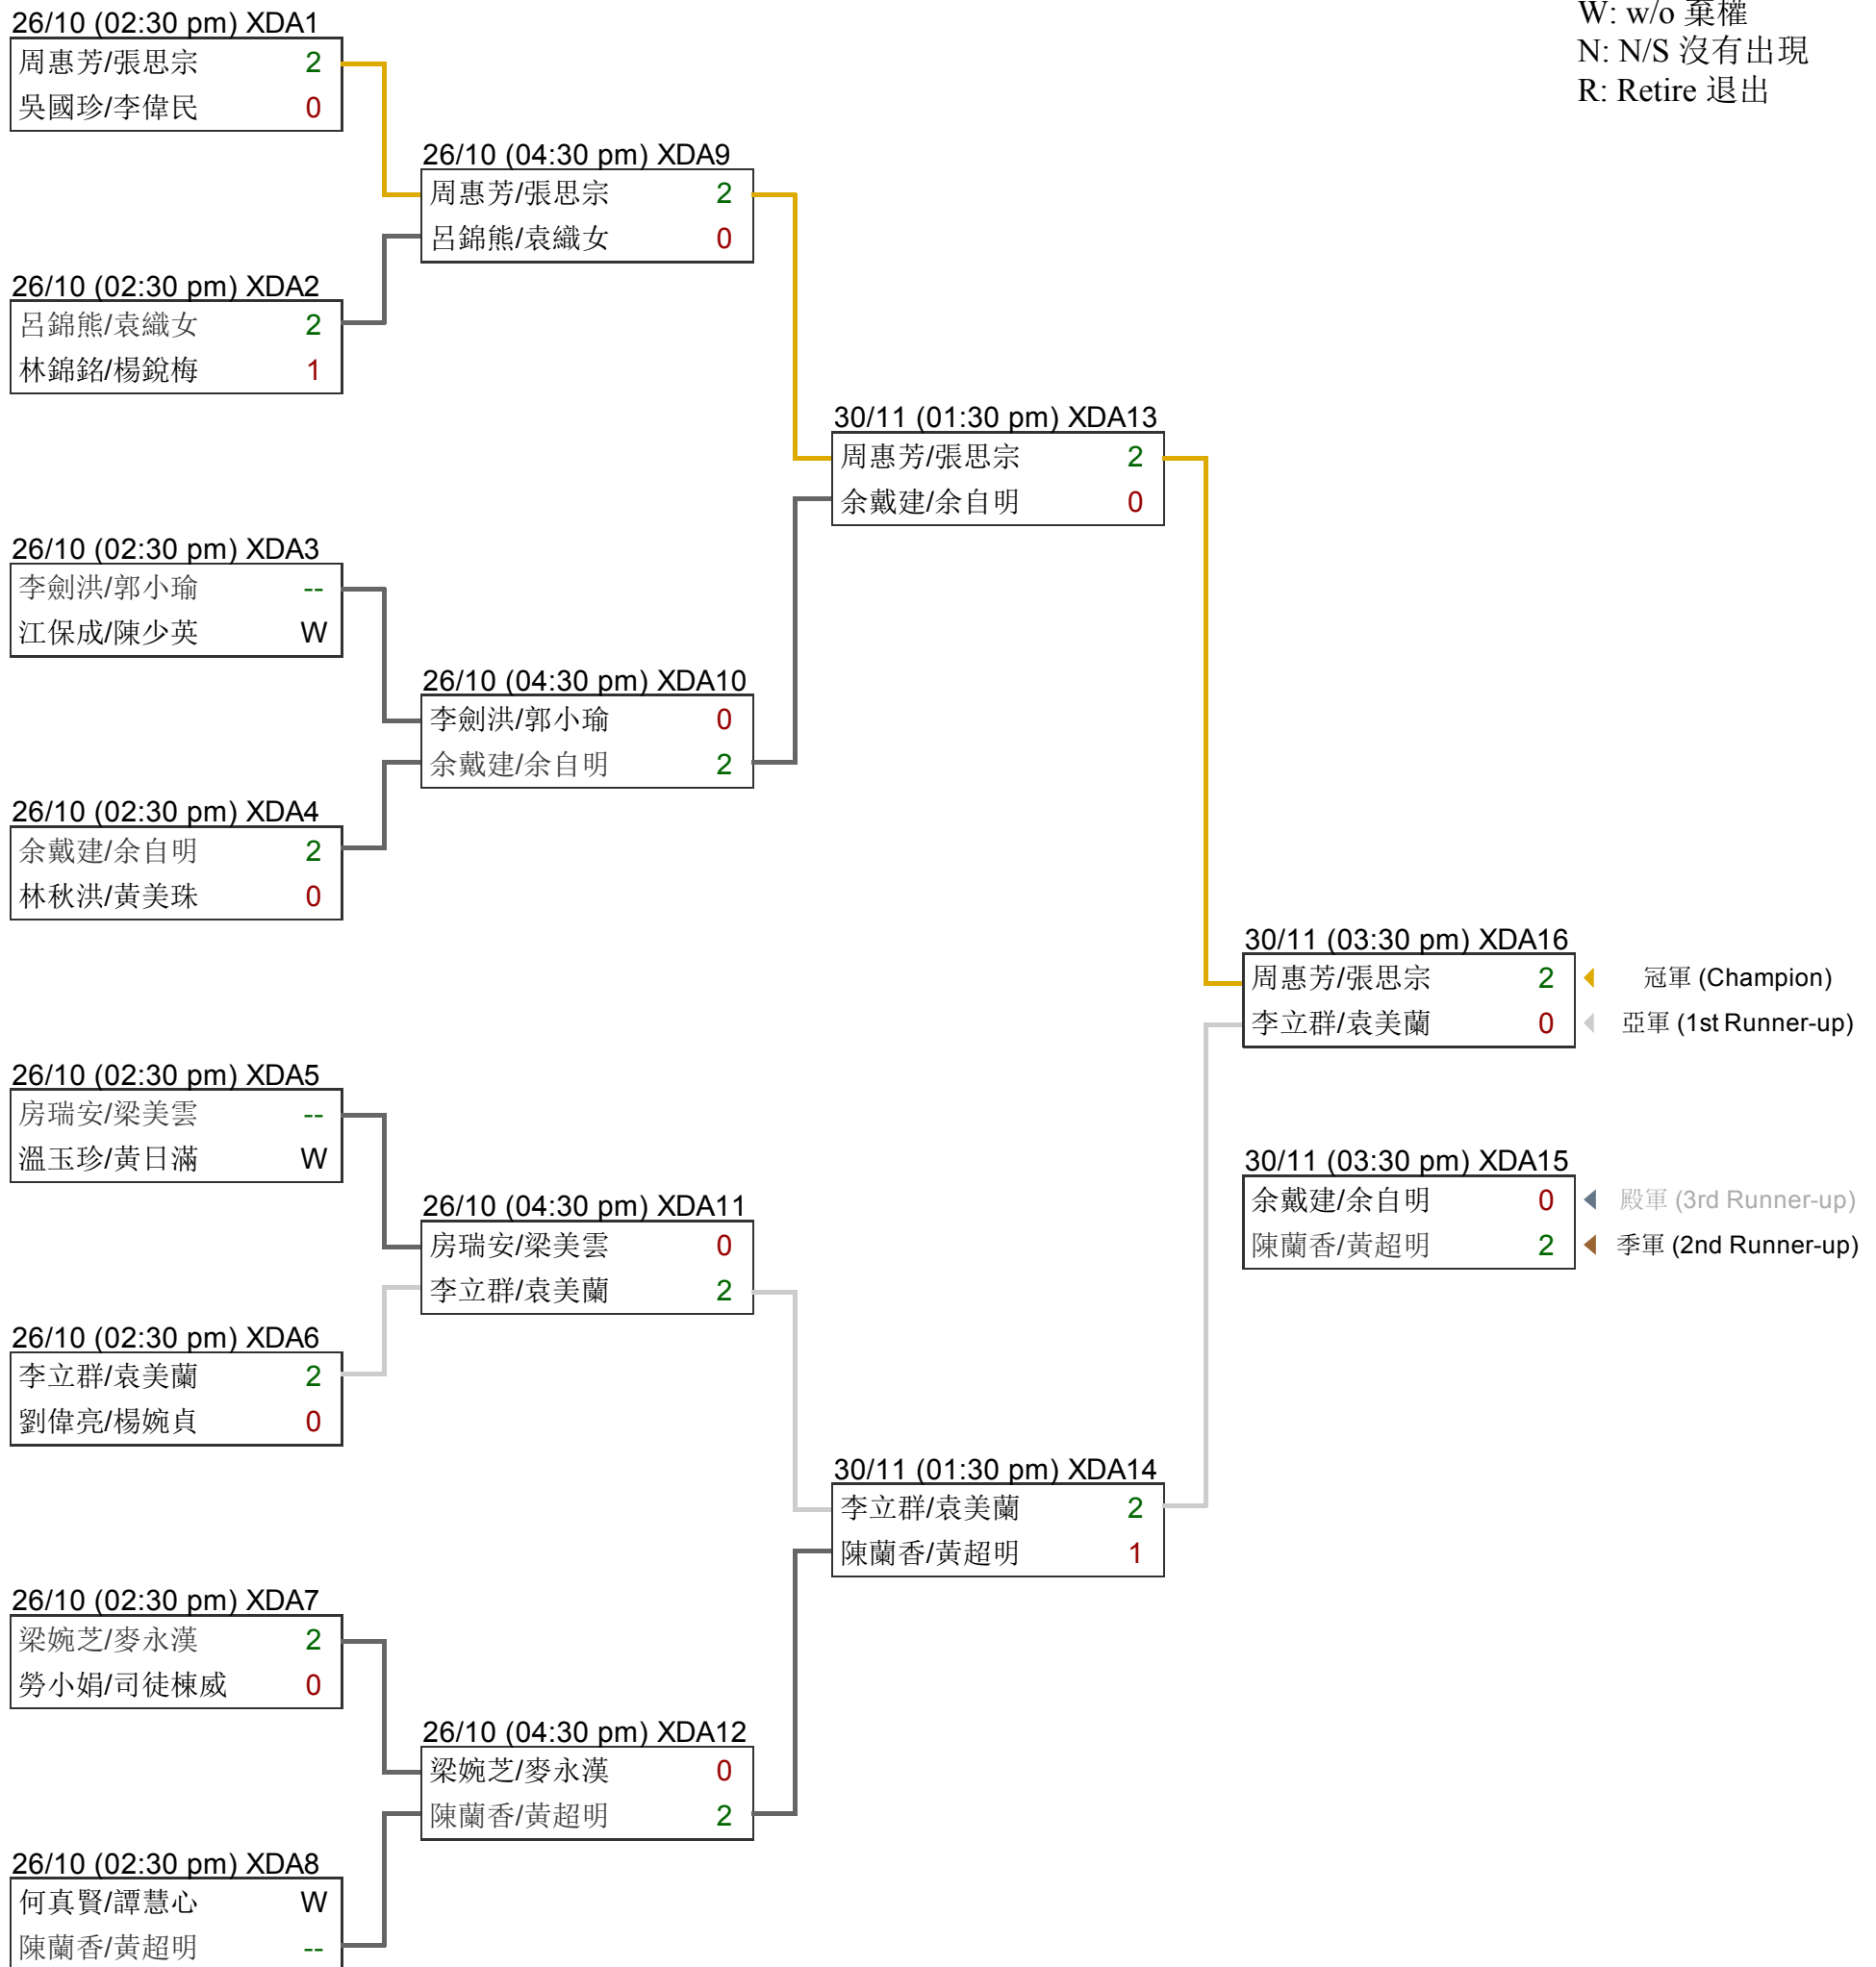 W: w/o 棄權
N: N/S 沒有出現
R: Retire 退出
26/10 (02:30 pm) XDA1
周惠芳/張思宗 2
吳國珍/李偉民 0
26/10 (02:30 pm) XDA2
呂錦熊/袁織女 2
林錦銘/楊銳梅 1
26/10 (02:30 pm) XDA3
李劍洪/郭小瑜 --
江保成/陳少英 W
26/10 (02:30 pm) XDA4
余戴建/余自明 2
林秋洪/黃美珠 0
26/10 (02:30 pm) XDA5
房瑞安/梁美雲 --
溫玉珍/黃日滿 W
26/10 (02:30 pm) XDA6
李立群/袁美蘭 2
劉偉亮/楊婉貞 0
26/10 (02:30 pm) XDA7
梁婉芝/麥永漢 2
勞小娟/司徒棟威 0
26/10 (02:30 pm) XDA8
何真賢/譚慧心 W
陳蘭香/黃超明 --
26/10 (04:30 pm) XDA9
周惠芳/張思宗 2
呂錦熊/袁織女 0
26/10 (04:30 pm) XDA10
李劍洪/郭小瑜 0
余戴建/余自明 2
26/10 (04:30 pm) XDA11
房瑞安/梁美雲 0
李立群/袁美蘭 2
26/10 (04:30 pm) XDA12
梁婉芝/麥永漢 0
陳蘭香/黃超明 2
30/11 (01:30 pm) XDA13
周惠芳/張思宗 2
余戴建/余自明 0
30/11 (01:30 pm) XDA14
李立群/袁美蘭 2
陳蘭香/黃超明 1
30/11 (03:30 pm) XDA16
周惠芳/張思宗 2 冠軍 (Champion)
李立群/袁美蘭 0 亞軍 (1st Runner-up)
30/11 (03:30 pm) XDA15
余戴建/余自明 0 殿軍 (3rd Runner-up)
陳蘭香/黃超明 2 季軍 (2nd Runner-up)